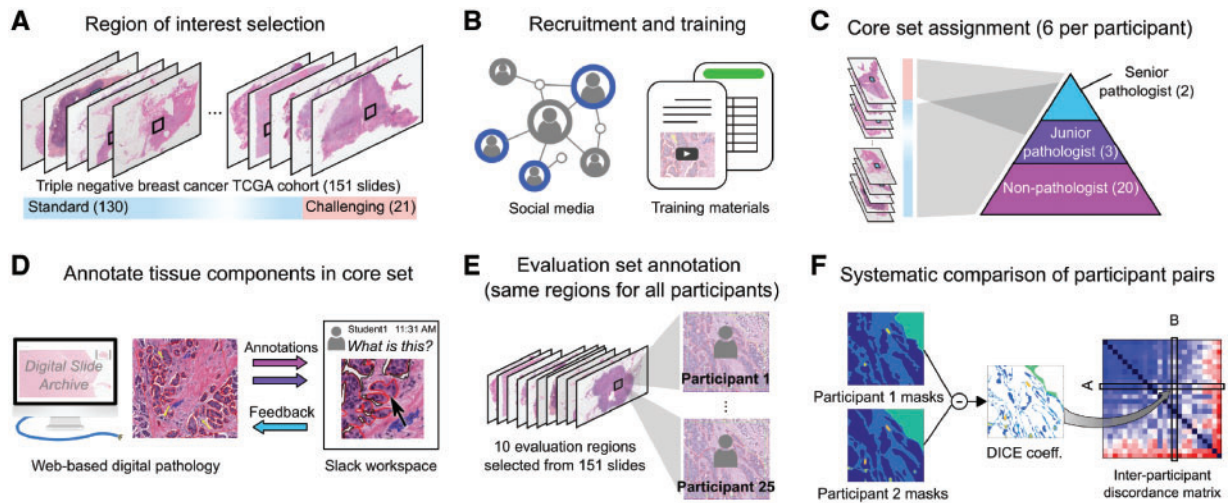 A
Region of interest selection
...
Triple negative breast cancer TCGA cohort (151 slides)
Standard (130)
Challenging (21)
B
Recruitment and training
Social media
Training materials
C
Core set assignment (6 per participant)
Senior
pathologist (2)
Junior
pathologist (3)
Non-pathologist (20)
D
Annotate tissue components in core set
Digital Slide
Archive
Annotations
Feedback
Student1 11:31 AM
What is this?
Web-based digital pathology
Slack workspace
E
Evaluation set annotation
(same regions for all participants)
Participant 1
Participant 25
10 evaluation regions
selected from 151 slides
F
Systematic comparison of participant pairs
Participant 1 masks
Participant 2 masks
DICE coeff.
A
B
Inter-participant
discordance matrix